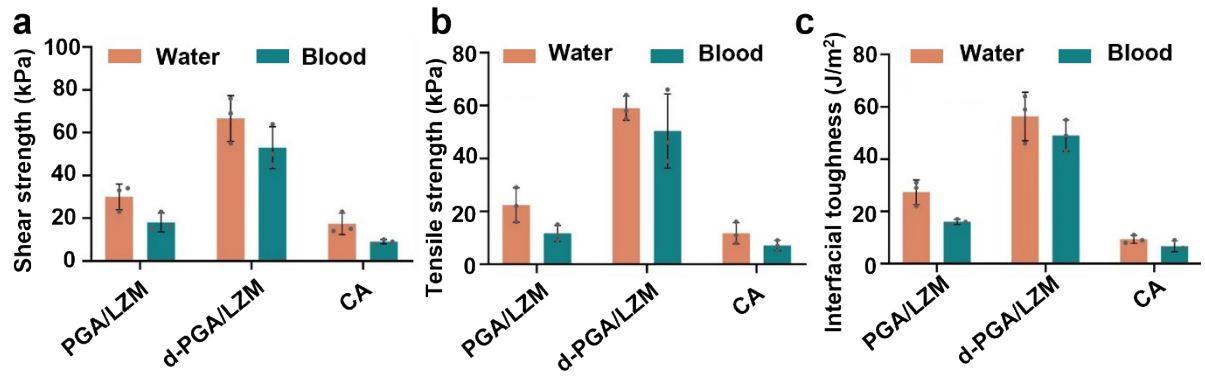 a
Water Blood
Shear strength (kPa)
100
80
60
40
20
0
PGA/LZM
d-PGA/LZM
CA
b
Water Blood
Tensile strength (kPa)
80
60
40
20
0
PGA/LZM
d-PGA/LZM
CA
c
Water Blood
Interfacial toughness (J/m²)
80
60
40
20
0
PGA/LZM
d-PGA/LZM
CA